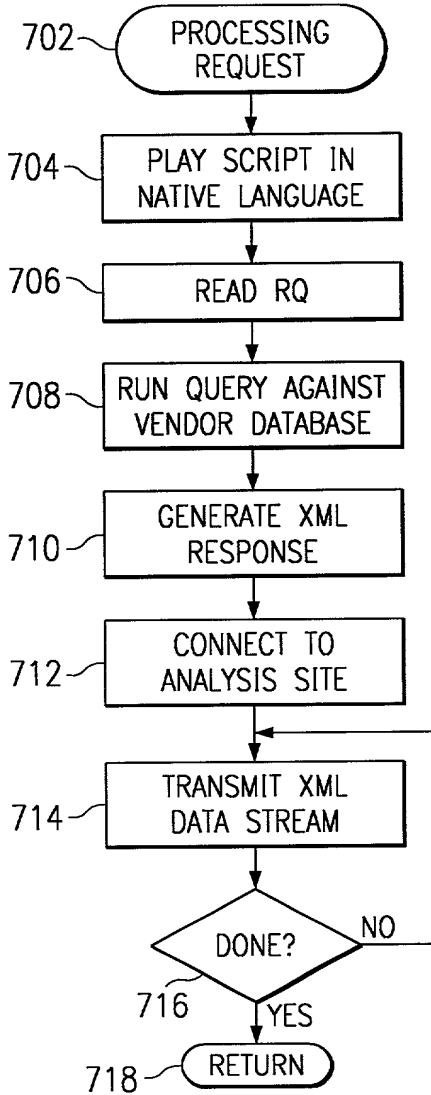 702
PROCESSING
REQUEST
704
PLAY SCRIPT IN
NATIVE LANGUAGE
706
READ RQ
708
RUN QUERY AGAINST
VENDOR DATABASE
710
GENERATE XML
RESPONSE
712
CONNECT TO
ANALYSIS SITE
714
TRANSMIT XML
DATA STREAM
DONE?
NO
716
YES
718
RETURN